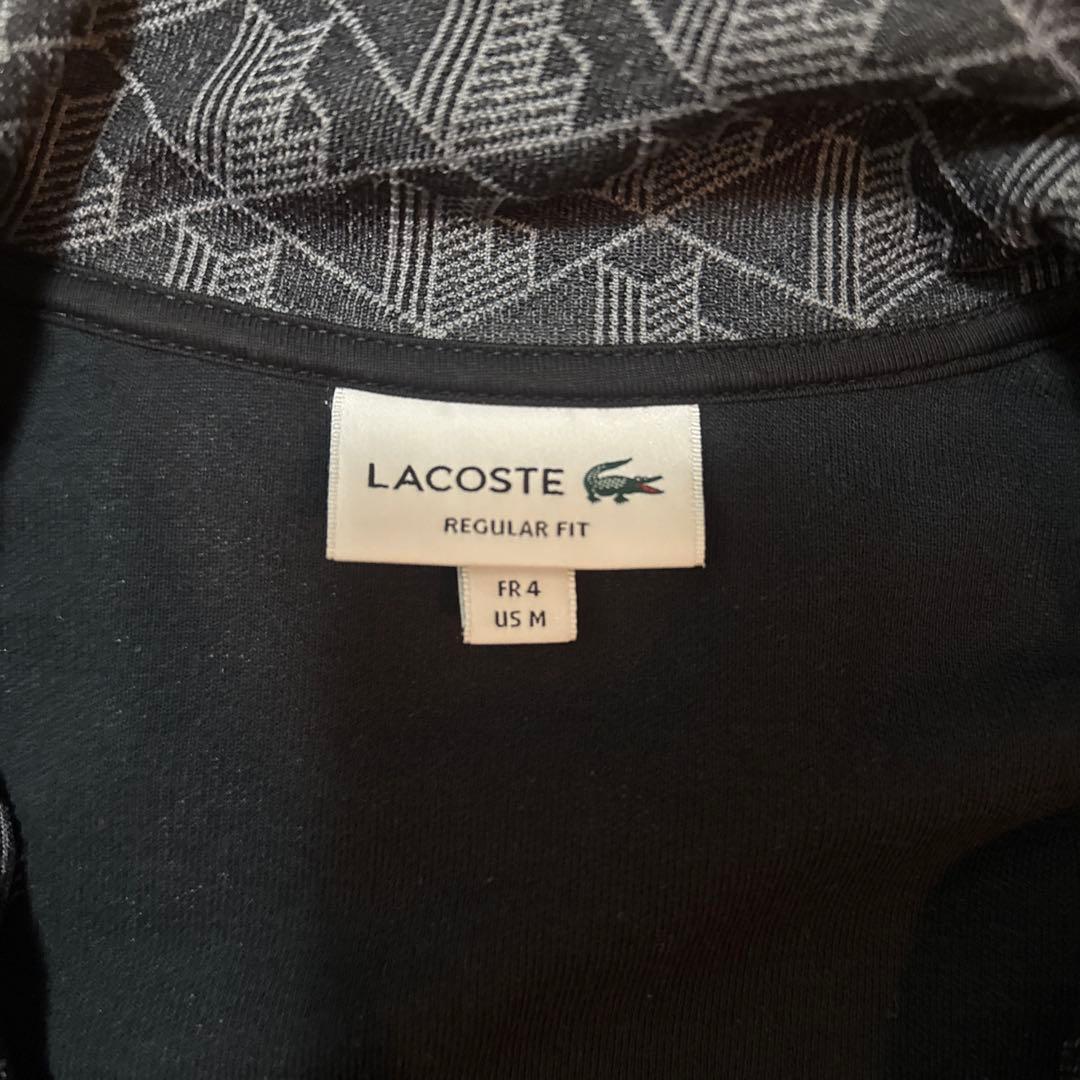 LACOSTE
REGULAR FIT
FR 4
US M